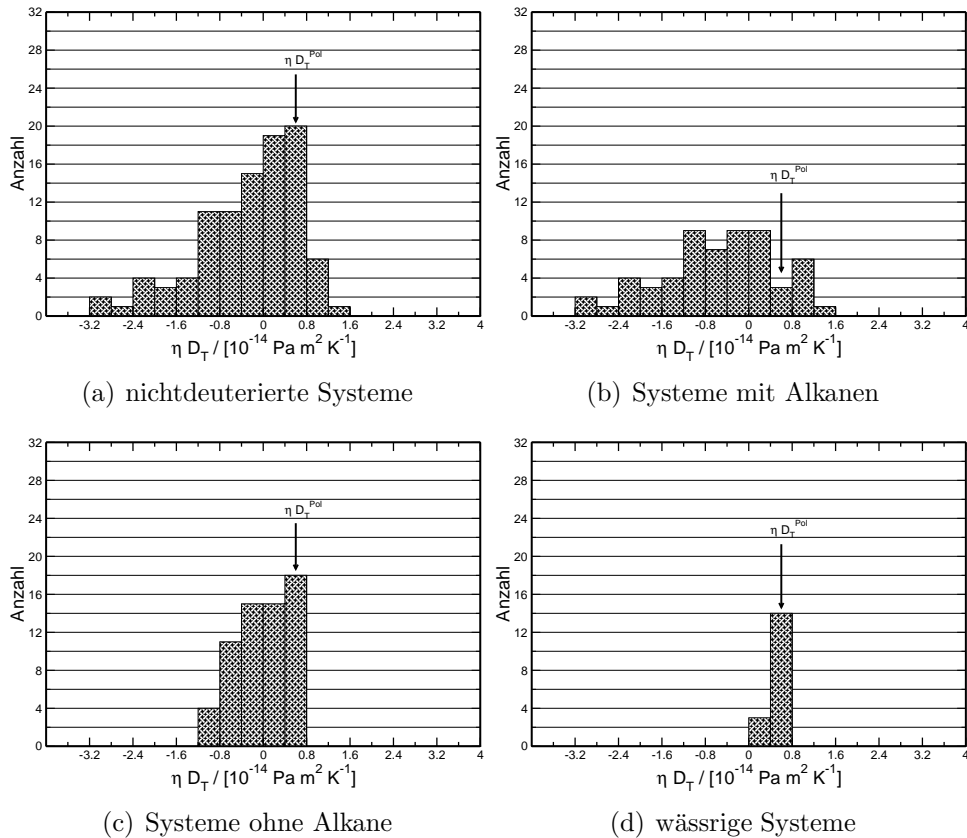 32
28
24
20
16
12
8
4
0
Anzahl
η D_T^Pol
-3.2 -2.4 -1.6 -0.8 0 0.8 1.6 2.4 3.2 4
η D_T / [10^-14 Pa m^2 K^-1]
(a) nichtdeuterierte Systeme
32
28
24
20
16
12
8
4
0
Anzahl
η D_T^Pol
-3.2 -2.4 -1.6 -0.8 0 0.8 1.6 2.4 3.2 4
η D_T / [10^-14 Pa m^2 K^-1]
(b) Systeme mit Alkanen
32
28
24
20
16
12
8
4
0
Anzahl
η D_T^Pol
-3.2 -2.4 -1.6 -0.8 0 0.8 1.6 2.4 3.2 4
η D_T / [10^-14 Pa m^2 K^-1]
(c) Systeme ohne Alkane
32
28
24
20
16
12
8
4
0
Anzahl
η D_T^Pol
-3.2 -2.4 -1.6 -0.8 0 0.8 1.6 2.4 3.2 4
η D_T / [10^-14 Pa m^2 K^-1]
(d) wässrige Systeme